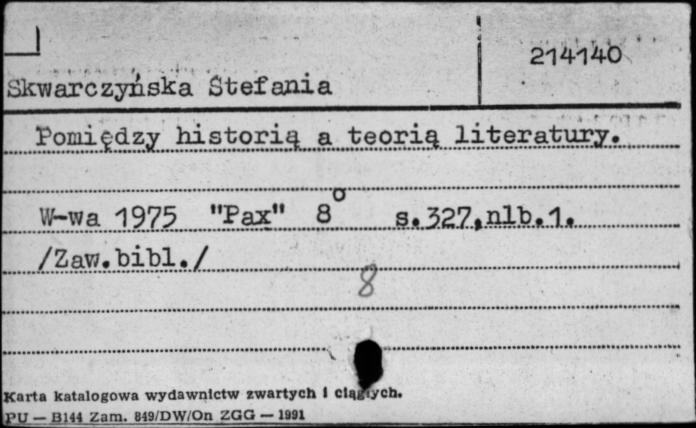 214140
Skwarczyńska Stefania
Pomiędzy historią a teorią literatury.
W-wa 1975 "Pax" 8° s.327,nlb.1.
/Zaw.bibl./
8
Karta katalogowa wydawnictw zwartych i ciągłych.
PU — B144 Zam. 849/DW/On ZGG — 1991